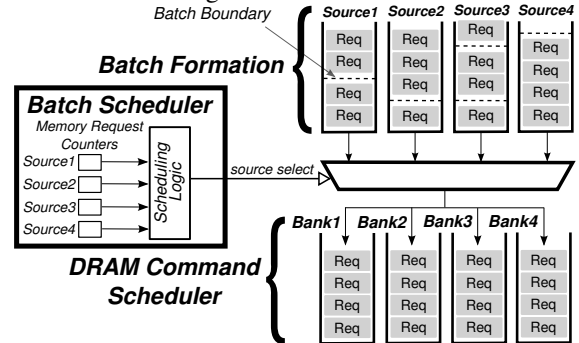 Batch Boundary
Source1 Source2 Source3 Source4
Req Req Req Req
Req Req Req Req
Req Req Req Req
Req Req Req Req
Batch Formation
Batch Scheduler
Memory Request
Counters
Source1
Source2
Source3
Source4
Scheduling
Logic
source select
Bank1 Bank2 Bank3 Bank4
Req Req Req Req
Req Req Req Req
Req Req Req Req
Req Req Req Req
DRAM Command
Scheduler